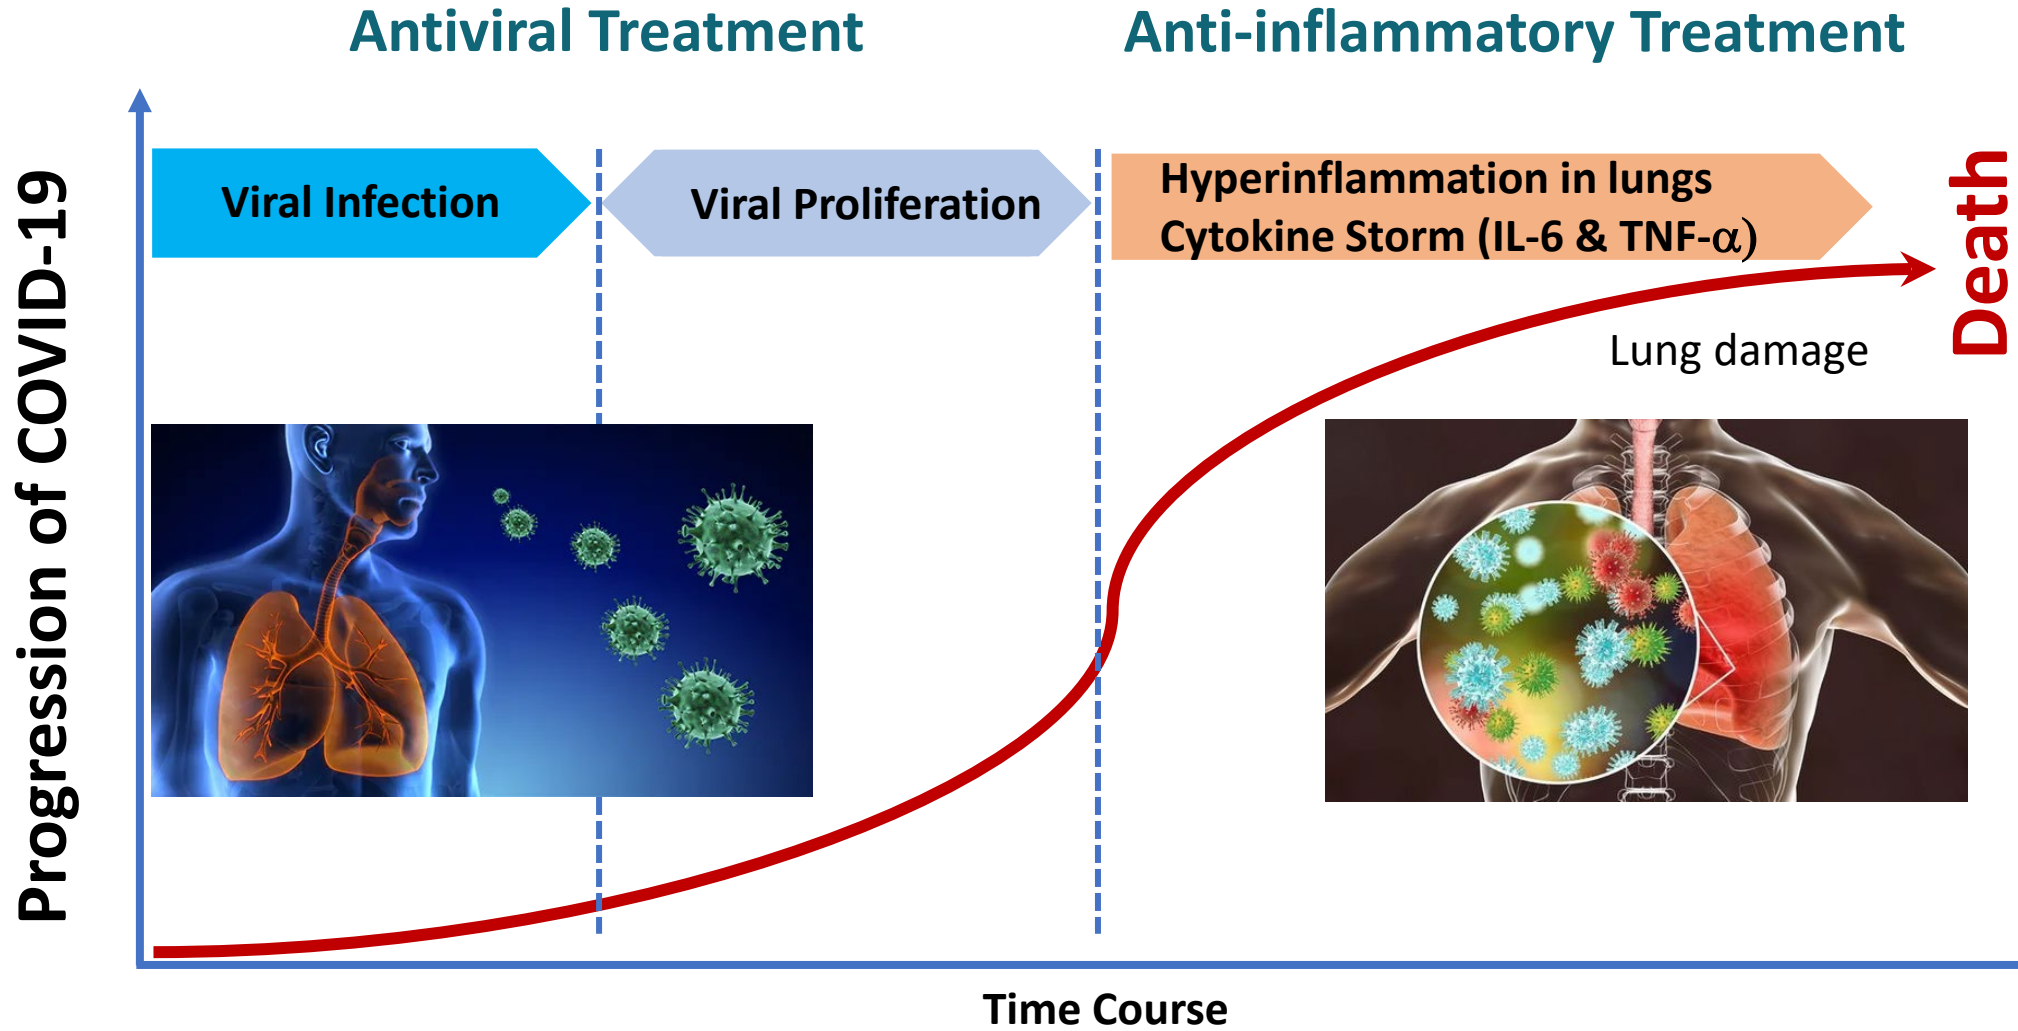 Antiviral Treatment
Anti-inflammatory Treatment
Viral Infection
Viral Proliferation
Hyperinflammation in lungs
Cytokine Storm (IL-6 & TNF-α)
Death
Lung damage
Progression of COVID-19
Time Course